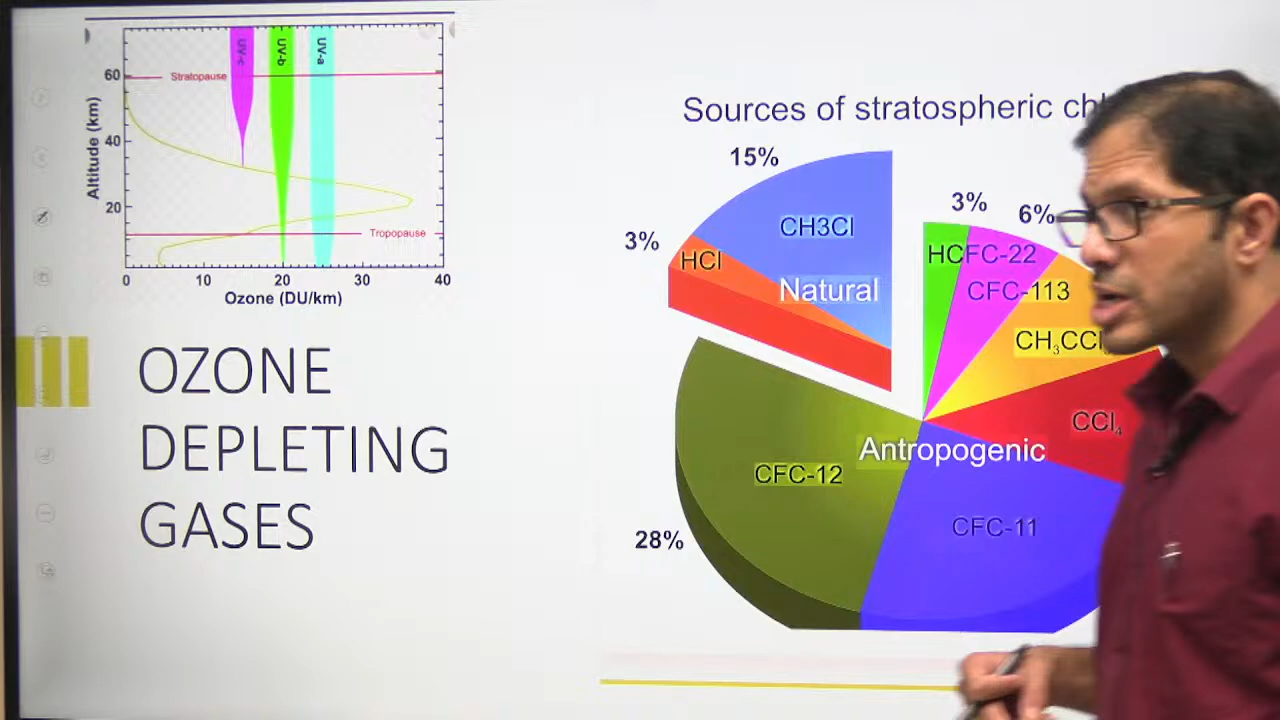 UV-c
UV-b
UV-a
60
Stratopause
40
20
Tropopause
Altitude (km)
0
10
20
30
40
Ozone (DU/km)
OZONE
DEPLETING
GASES
Sources of stratospheric
15%
3%
CH3Cl
HCl
Natural
3%
6%
HCFC-22
CFC-113
CCl4
Antropogenic
CFC-12
CFC-11
28%